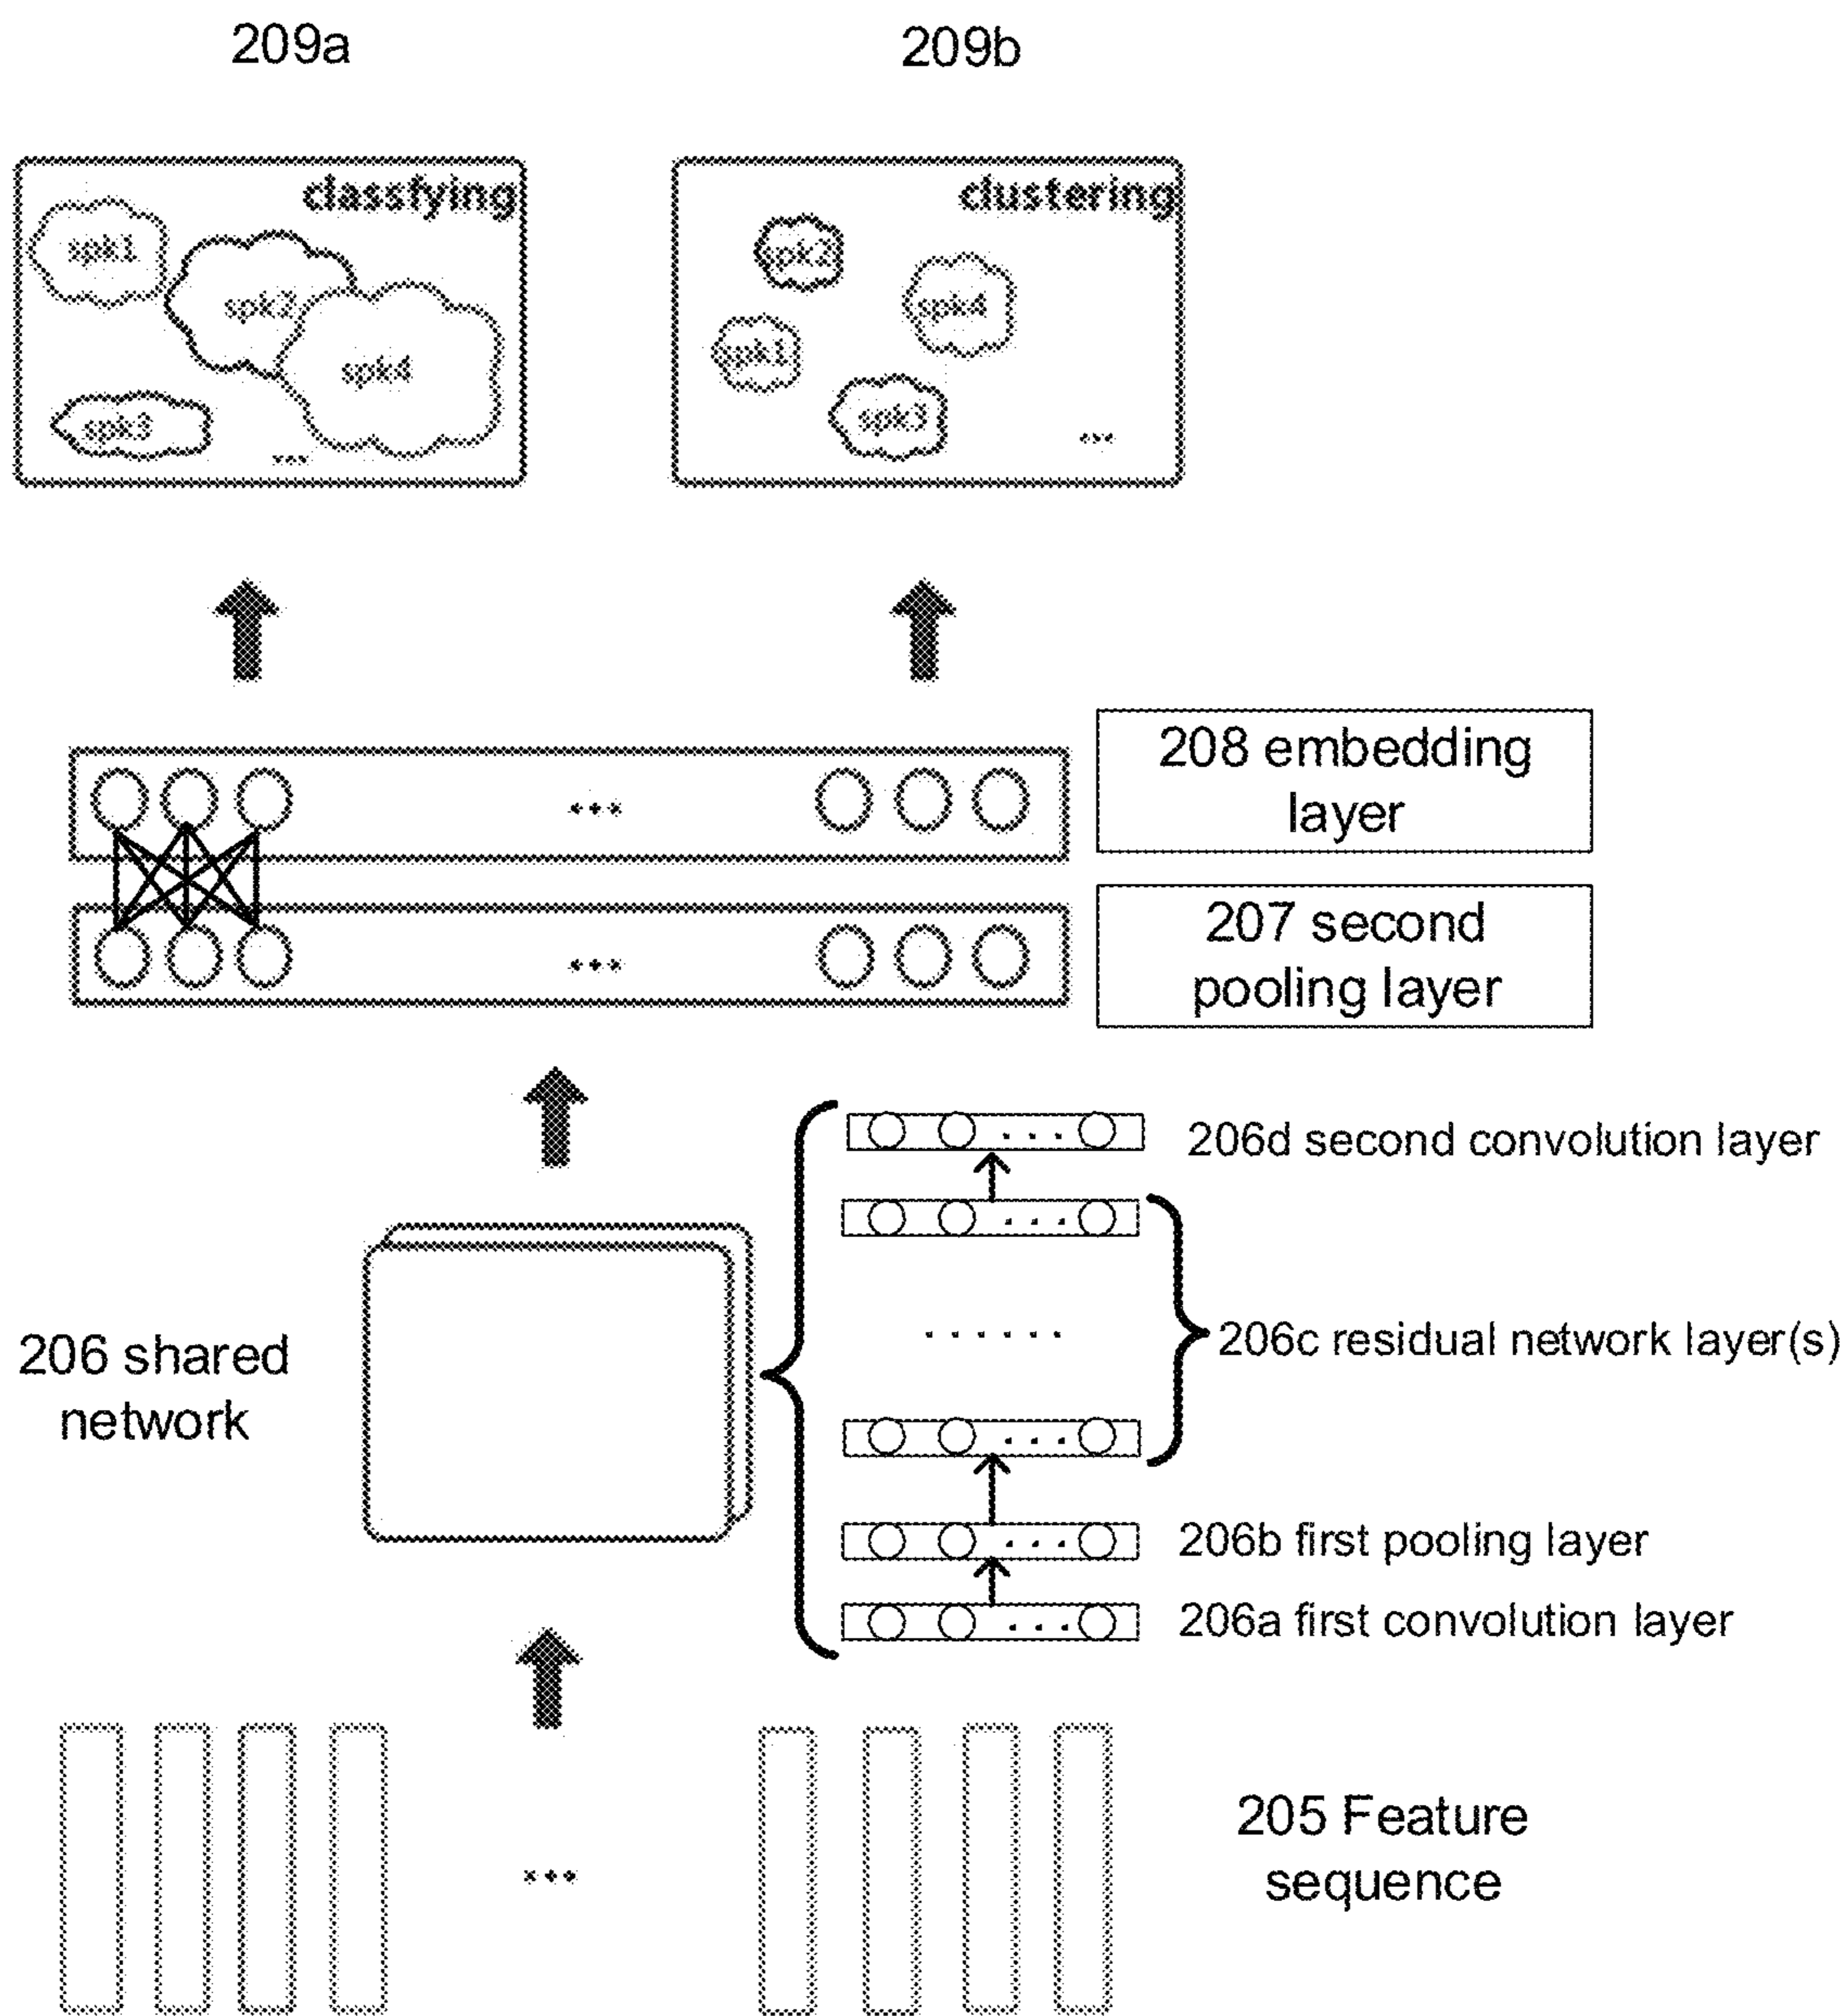 209a
209b
classfying
spk1
spk2
spk4
spk3
...
clustering
spk2
spk4
spk1
spk3
...
208 embedding
layer
...
207 second
pooling layer
...
206d second convolution layer
...
...
......
206c residual network layer(s)
206 shared
network
...
206b first pooling layer
...
206a first convolution layer
...
205 Feature
sequence
...